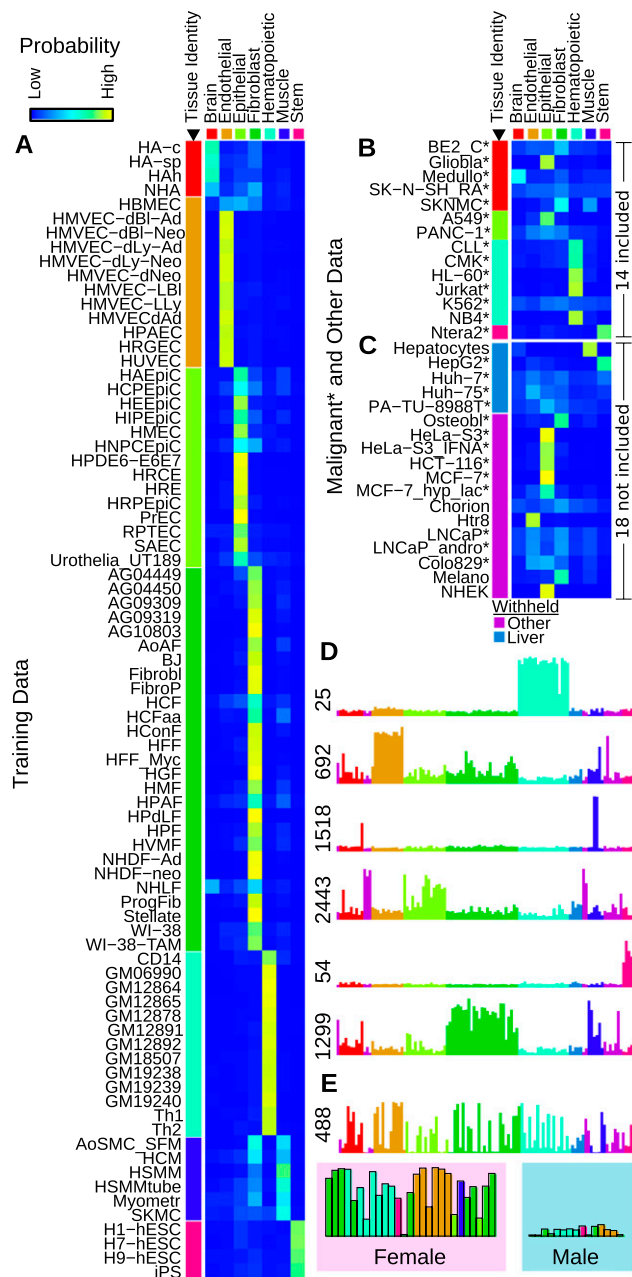 Probability
Low
High
Tissue Identity
Brain
Endothelial
Epithelial
Fibroblast
Hematopoietic
Muscle
Stem
A
Training Data
HA-c
HA-sp
HAh
NHA
HBMEC
HMVEC-dBl-Ad
HMVEC-dBl-Neo
HMVEC-dLy-Ad
HMVEC-dLy-Neo
HMVEC-dNeo
HMVEC-LBl
HMVEC-LLy
HMVECdAd
HPAEC
HRGEC
HUVEC
HAEpiC
HCPEpiC
HEEpiC
HIPEpiC
HMEC
HNPCEpiC
HPDE6-E6E7
HRCE
HRE
HRPEpiC
PrEC
RPTEC
SAEC
Urothelia_UT189
AG04449
AG04450
AG09309
AG09319
AG10803
AoAF
BJ
Fibrobl
FibroP
HCF
HCFaa
HConF
HFF
HFF_Myc
HGF
HMF
HPAF
HPdLF
HPF
HVMF
NHDF-Ad
NHDF-neo
NHLF
ProgFib
Stellate
WI-38
WI-38-TAM
CD14
GM06990
GM12864
GM12865
GM12878
GM12891
GM12892
GM18507
GM19238
GM19239
GM19240
Th1
Th2
AoSMC_SFM
HCM
HSMM
HSMMtube
Myometr
SKMC
H1-hESC
H7-hESC
H9-hESC
iPS
Tissue Identity
Brain
Endothelial
Epithelial
Fibroblast
Hematopoietic
Muscle
Stem
Malignant* and Other Data
B
BE2_C*
Gliobla*
Medullo*
SK-N-SH_RA*
SKNMC*
A549*
PANC-1*
CLL*
CMK*
HL-60*
Jurkat*
K562*
NB4*
Ntera2*
14 included
C
Hepatocytes
HepG2*
Huh-7*
Huh-75*
PA-TU-8988T*
Osteobl*
HeLa-S3*
HeLa-S3_IFNA*
HCT-116*
MCF-7*
MCF-7_hyp_lac*
Chorion
Htr8
LNCaP*
LNCaP_andro*
Colo829*
Melano
NHEK
18 not included
Withheld
Other
Liver
D
25
692
1518
2443
54
1299
E
488
Female
Male